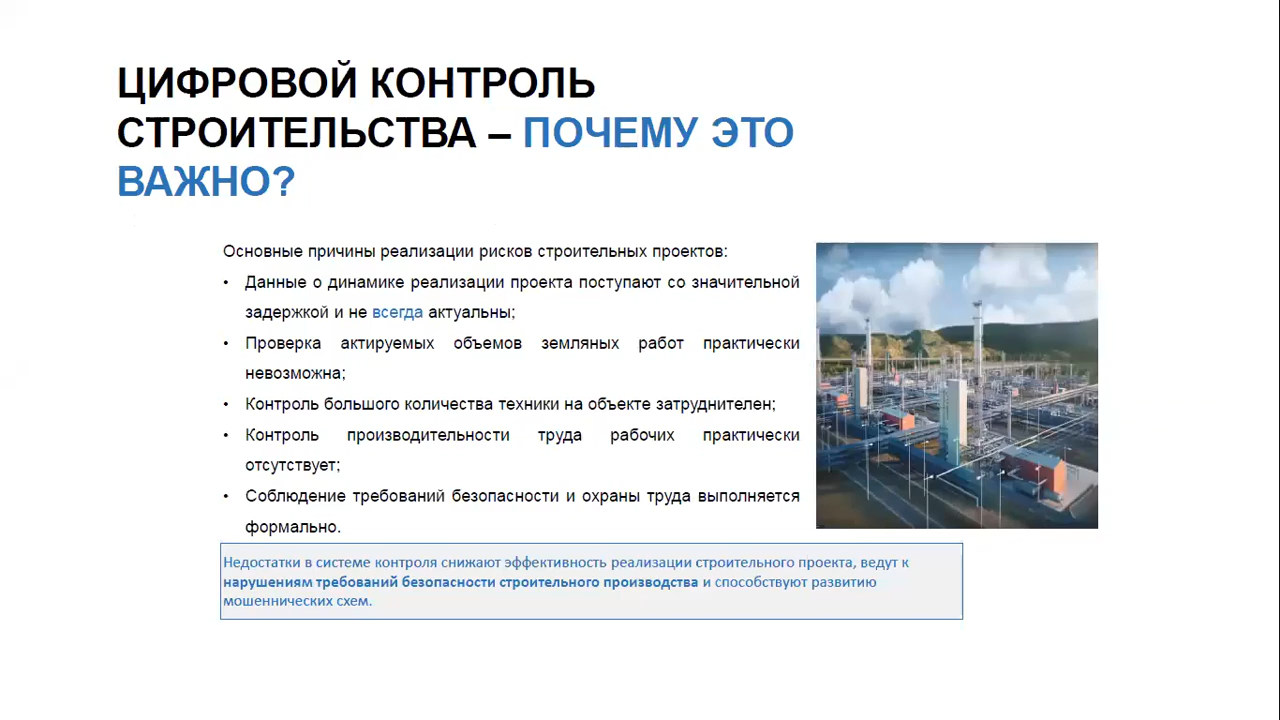 ЦИФРОВОЙ КОНТРОЛЬ
СТРОИТЕЛЬСТВА – ПОЧЕМУ ЭТО
ВАЖНО?
Основные причины реализации рисков строительных проектов:
• Данные о динамике реализации проекта поступают со значительной
задержкой и не всегда актуальны;
• Проверка актируемых объемов земляных работ практически
невозможна;
• Контроль большого количества техники на объекте затруднителен;
• Контроль производительности труда рабочих практически
отсутствует;
• Соблюдение требований безопасности и охраны труда выполняется
формально.
Недостатки в системе контроля снижают эффективность реализации строительного проекта, ведут к
нарушениям требований безопасности строительного производства и способствуют развитию
мошеннических схем.